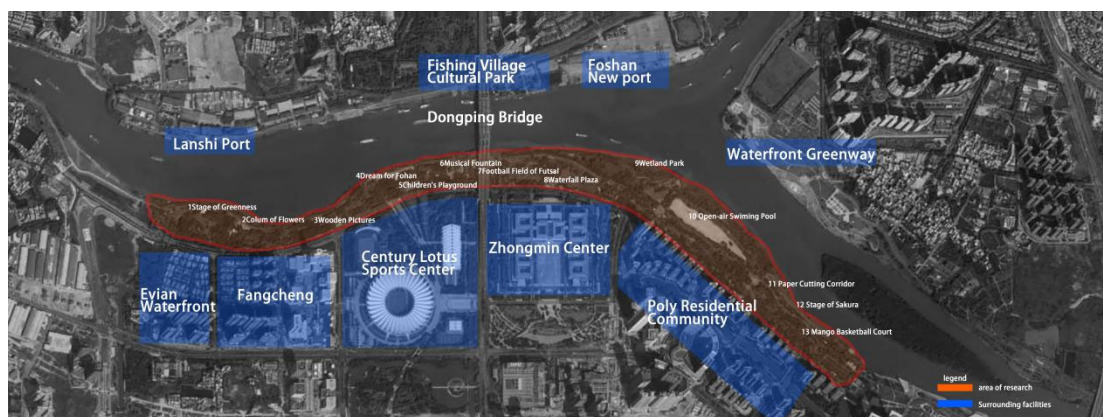 Fishing Village
Cultural Park
Foshan
New port
Dongping Bridge
Lanshi Port
Waterfront Greenway
6Musical Fountain
9Wetland Park
7Football Field of Futsal
4Dream for Fohan
8Waterfall Plaza
5Children's Playground
1Stage of Greenness
2Colum of Flowers
3Wooden Pictures
10 Open-air Swiming Pool
Century Lotus
Sports Center
Zhongmin Center
Evian
Waterfront
Fangcheng
Poly Residential
Community
11 Paper Cutting Corridor
12 Stage of Sakura
13 Mango Basketball Court
legend
area of research
Surrounding facilities